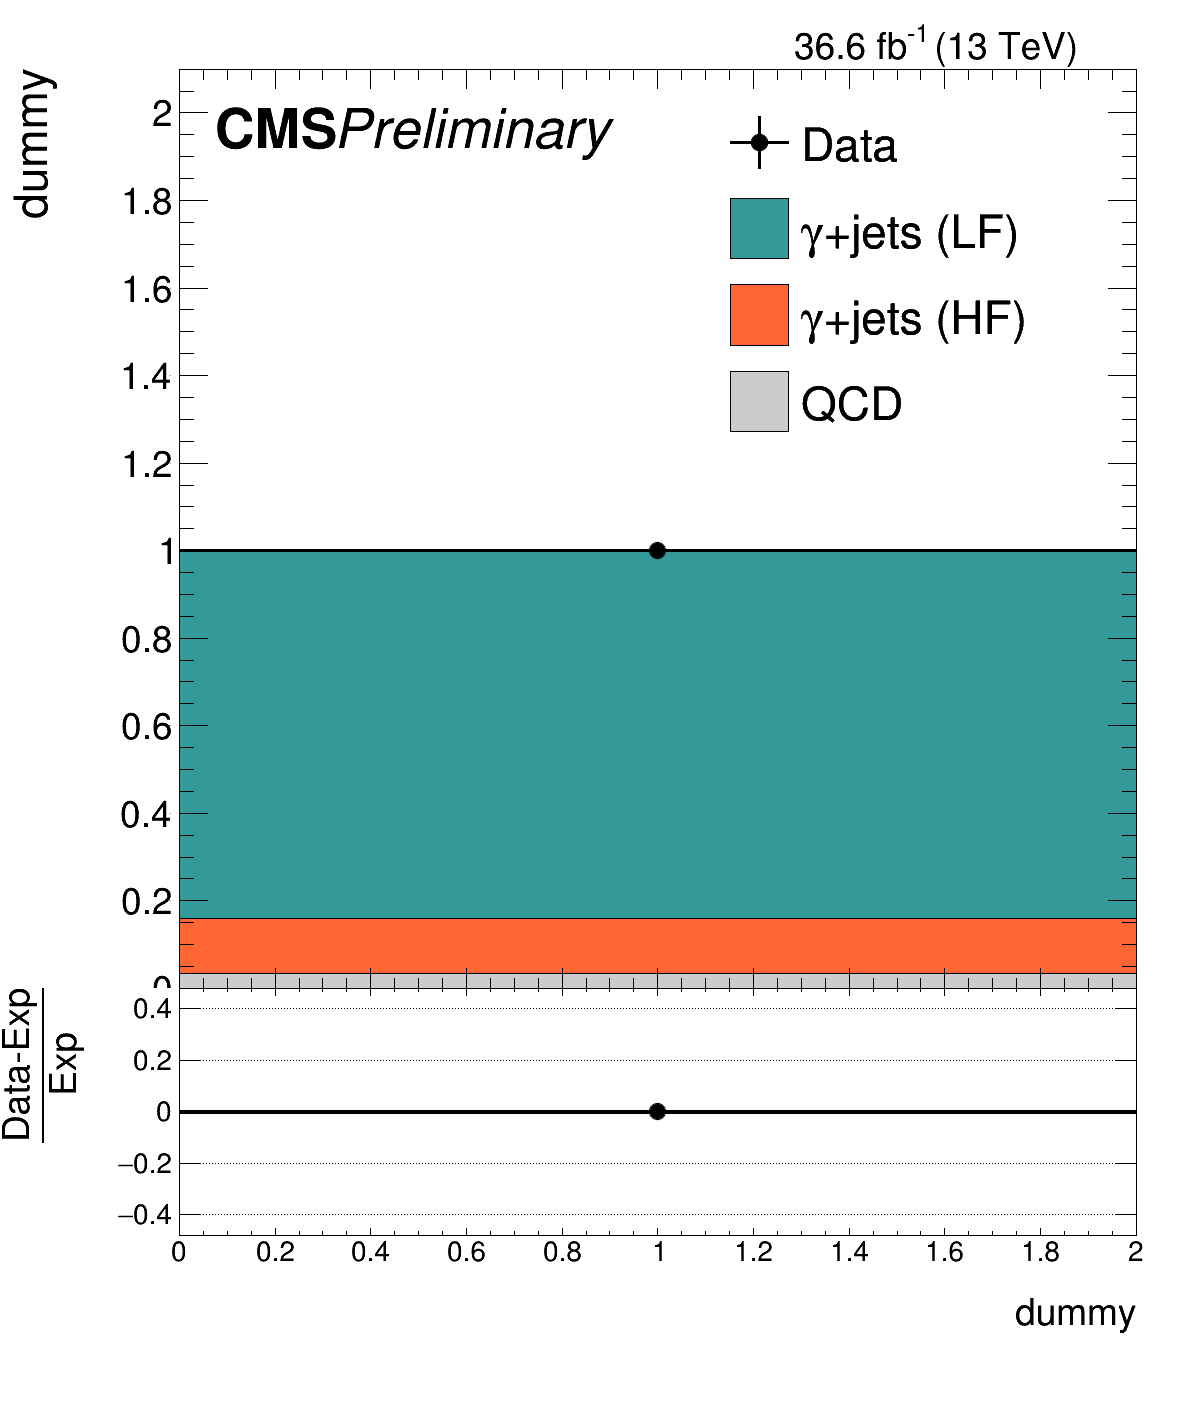 36.6 fb-1 (13 TeV)
dummy
CMSPreliminary
Data
γ+jets (LF)
γ+jets (HF)
QCD
2
1.8
1.6
1.4
1.2
1
0.8
0.6
0.4
0.2
0
Data-Exp
Exp
0.4
0.2
0
−0.2
−0.4
0 0.2 0.4 0.6 0.8 1 1.2 1.4 1.6 1.8 2
dummy